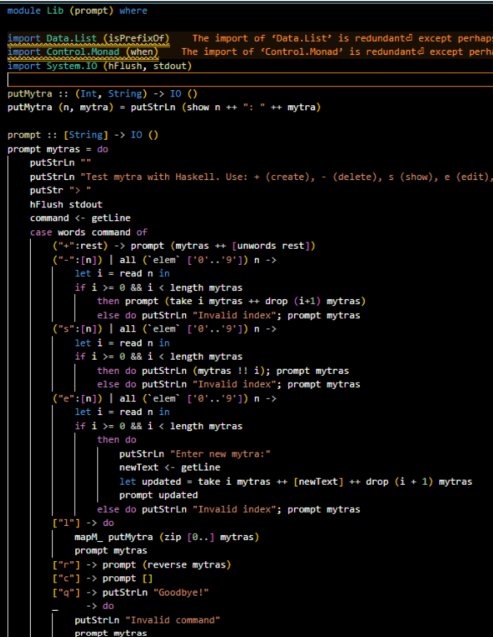 module Lib (prompt) where
import Data.List (isPrefixOf)    The import of ‘Data.List’ is redundant⏎ except perhaps
import Control.Monad (when)    The import of ‘Control.Monad’ is redundant⏎ except perha
import System.IO (hFlush, stdout)
putMytra :: (Int, String) -> IO ()
putMytra (n, mytra) = putStrLn (show n ++ ": " ++ mytra)
prompt :: [String] -> IO ()
prompt mytras = do
    putStrLn ""
    putStrLn "Test mytra with Haskell. Use: + (create), - (delete), s (show), e (edit),
    putStr "> "
    hFlush stdout
    command <- getLine
    case words command of
        ("+":rest) -> prompt (mytras ++ [unwords rest])
        ("-":[n]) | all (`elem` ['0'..'9']) n ->
            let i = read n in
            if i >= 0 && i < length mytras
                then prompt (take i mytras ++ drop (i+1) mytras)
                else do putStrLn "Invalid index"; prompt mytras
        ("s":[n]) | all (`elem` ['0'..'9']) n ->
            let i = read n in
            if i >= 0 && i < length mytras
                then do putStrLn (mytras !! i); prompt mytras
                else do putStrLn "Invalid index"; prompt mytras
        ("e":[n]) | all (`elem` ['0'..'9']) n ->
            let i = read n in
            if i >= 0 && i < length mytras
                then do
                    putStrLn "Enter new mytra:"
                    newText <- getLine
                    let updated = take i mytras ++ [newText] ++ drop (i + 1) mytras
                    prompt updated
                else do putStrLn "Invalid index"; prompt mytras
        ["l"] -> do
            mapM_ putMytra (zip [0..] mytras)
            prompt mytras
        ["r"] -> prompt (reverse mytras)
        ["c"] -> prompt []
        ["q"] -> putStrLn "Goodbye!"
        _     -> do
            putStrLn "Invalid command"
            prompt mytras